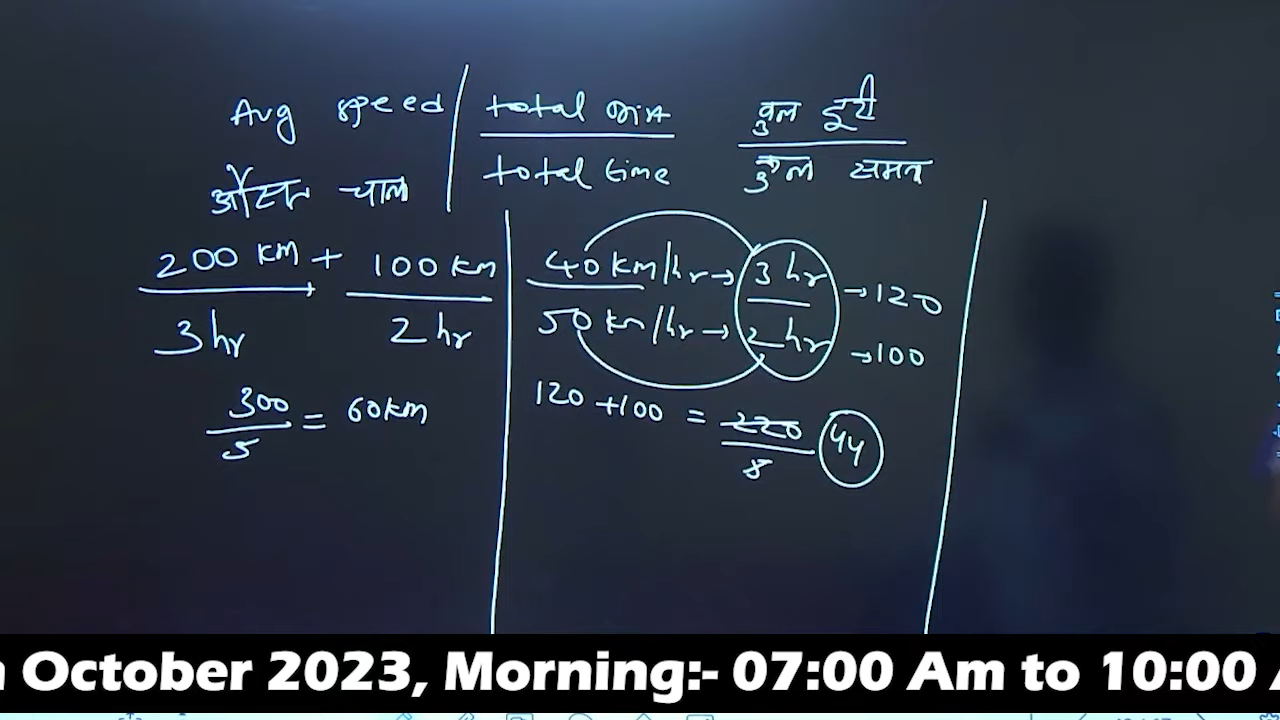 Avg speed
औसत चाल
total Dist
total time
कुल दूरी
कुल समय
200 km + 100 km
3 hr 2 hr
300
5
= 60 km
40 km/hr → 3 hr → 120
50 km/hr → 2 hr → 100
120 + 100 = 220
5
44
October 2023, Morning:- 07:00 Am to 10:00